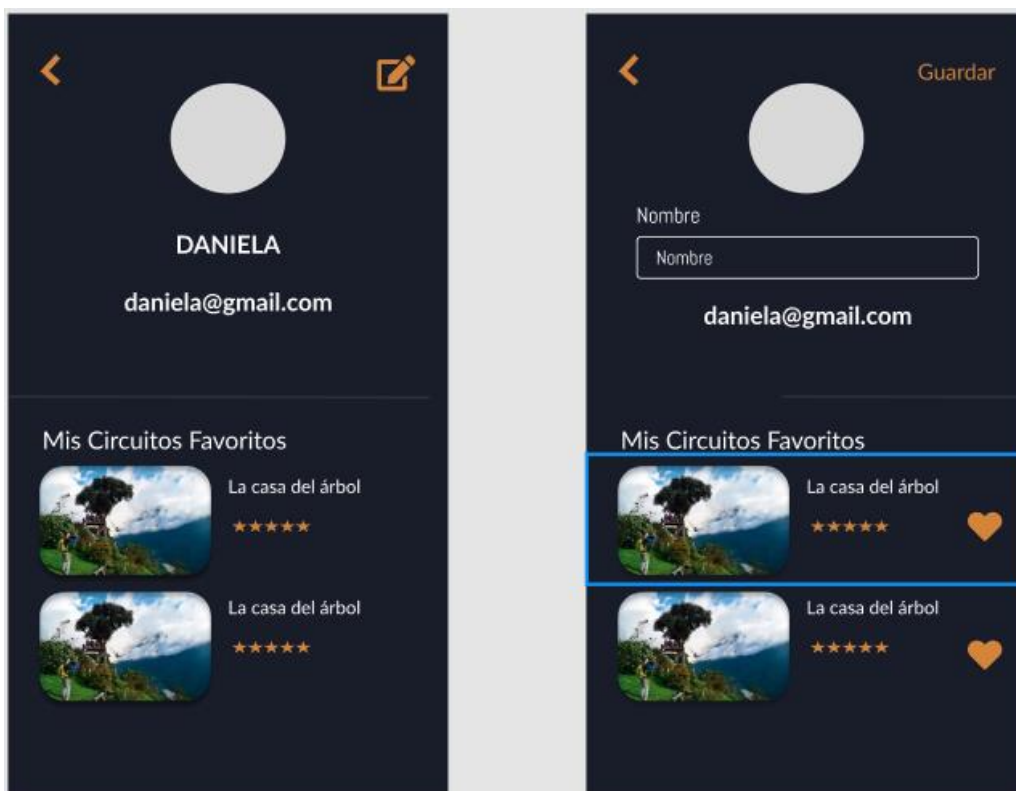 DANIELA
daniela@gmail.com
Mis Circuitos Favoritos
La casa del árbol
La casa del árbol
Guardar
Nombre
Nombre
daniela@gmail.com
Mis Circuitos Favoritos
La casa del árbol
La casa del árbol